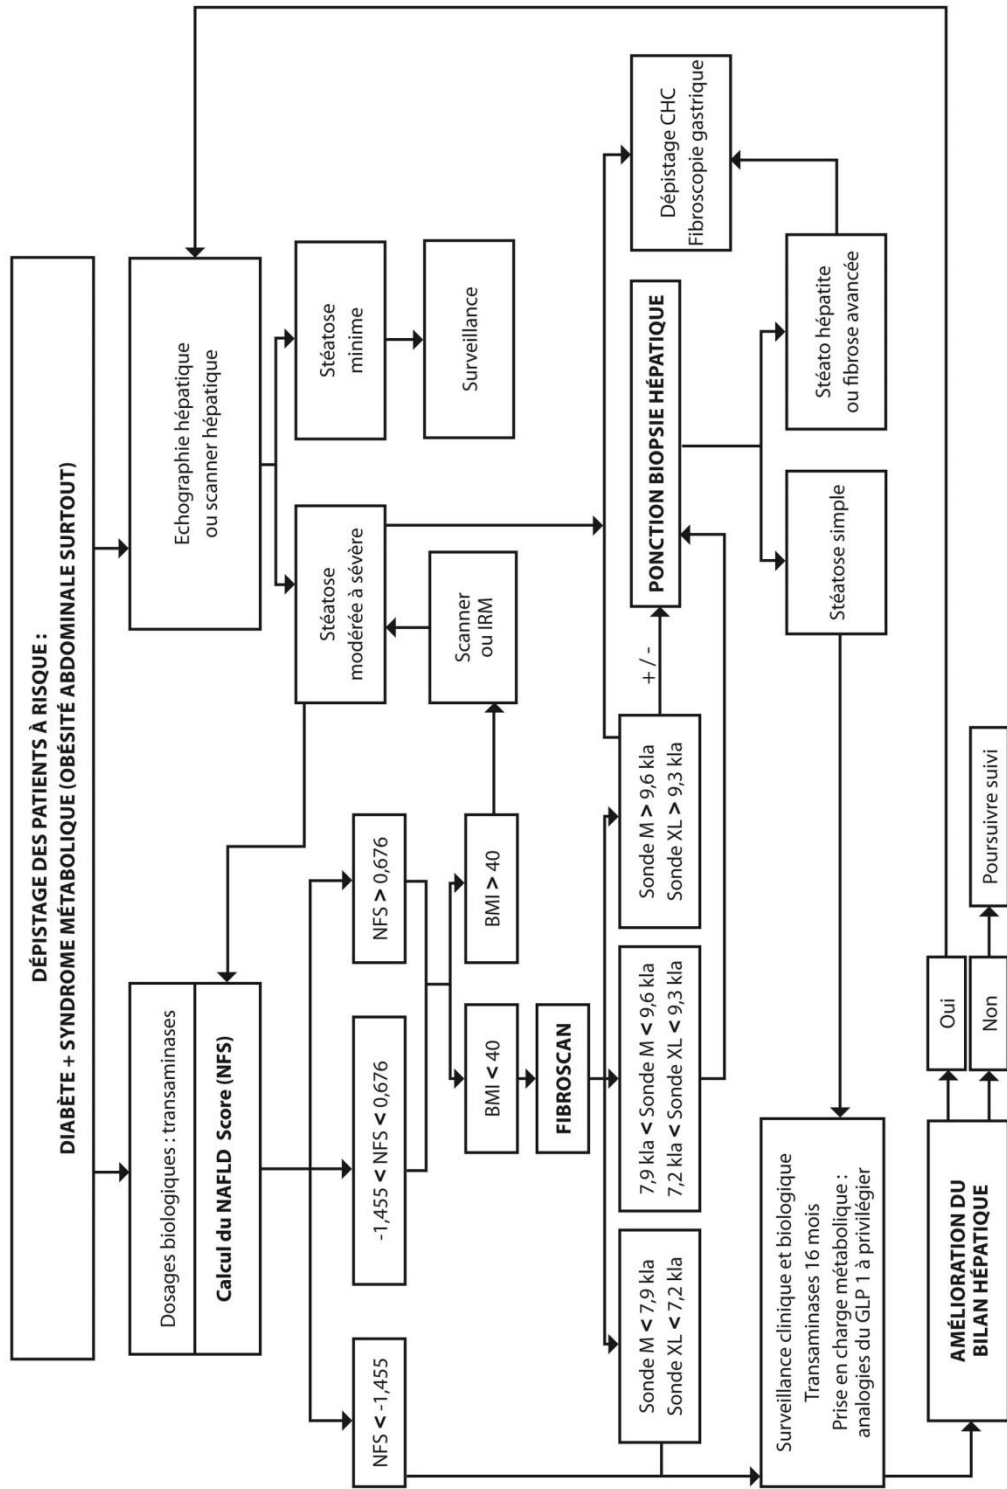 DÉPISTAGE DES PATIENTS À RISQUE :
DIABÈTE + SYNDROME MÉTABOLIQUE (OBÉSITÉ ABDOMINALE SURTOUT)
Dosages biologiques : transaminases
Calcul du NAFLD Score (NFS)
Echographie hépatique
ou scanner hépatique
NFS < -1,455
-1,455 < NFS < 0,676
NFS > 0,676
Stéatose
modérée à sévère
Stéatose
minime
BMI < 40
BMI > 40
Scanner
ou IRM
Surveillance
FIBROSCAN
Sonde M < 7,9 kla
Sonde XL < 7,2 kla
7,9 kla < Sonde M < 9,6 kla
7,2 kla < Sonde XL < 9,3 kla
Sonde M > 9,6 kla
Sonde XL > 9,3 kla
+ / -
PONCTION BIOPSIE HÉPATIQUE
Dépistage CHC
Fibroscopie gastrique
Surveillance clinique et biologique
Transaminases 16 mois
Prise en charge métabolique :
analogies du GLP 1 à privilégier
Stéatose simple
Stéato hépatite
ou fibrose avancée
AMÉLIORATION DU
BILAN HÉPATIQUE
Oui
Non
Poursuivre suivi